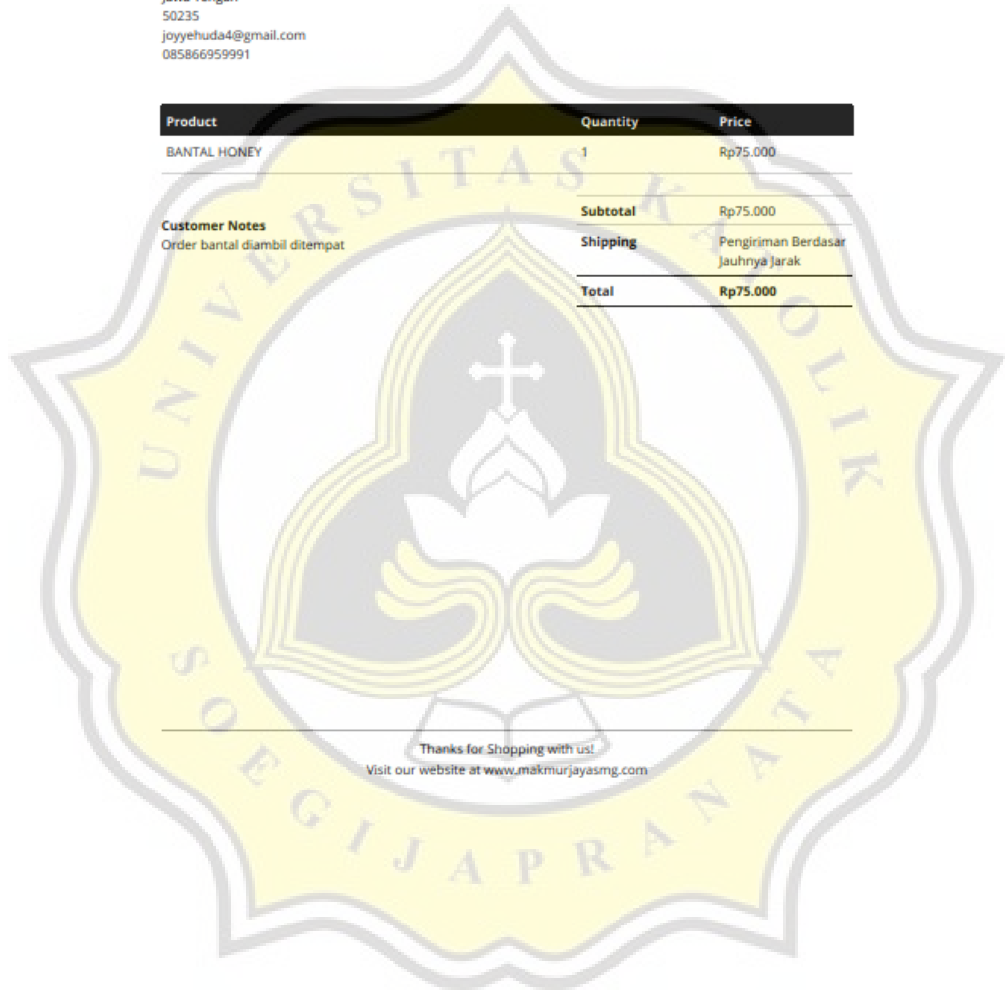 Jawa Tengah
50235
joyyehuda4@gmail.com
085866959991
Product Quantity Price
BANTAL HONEY 1 Rp75.000
Subtotal Rp75.000
Customer Notes
Order bantal diambil ditempat
Shipping Pengiriman Berdasar
Jauhnya Jarak
Total Rp75.000
UNIVERSITAS KATOLIK
SOEGIJAPRANATA
Thanks for Shopping with us!
Visit our website at www.makmurjayasmg.com